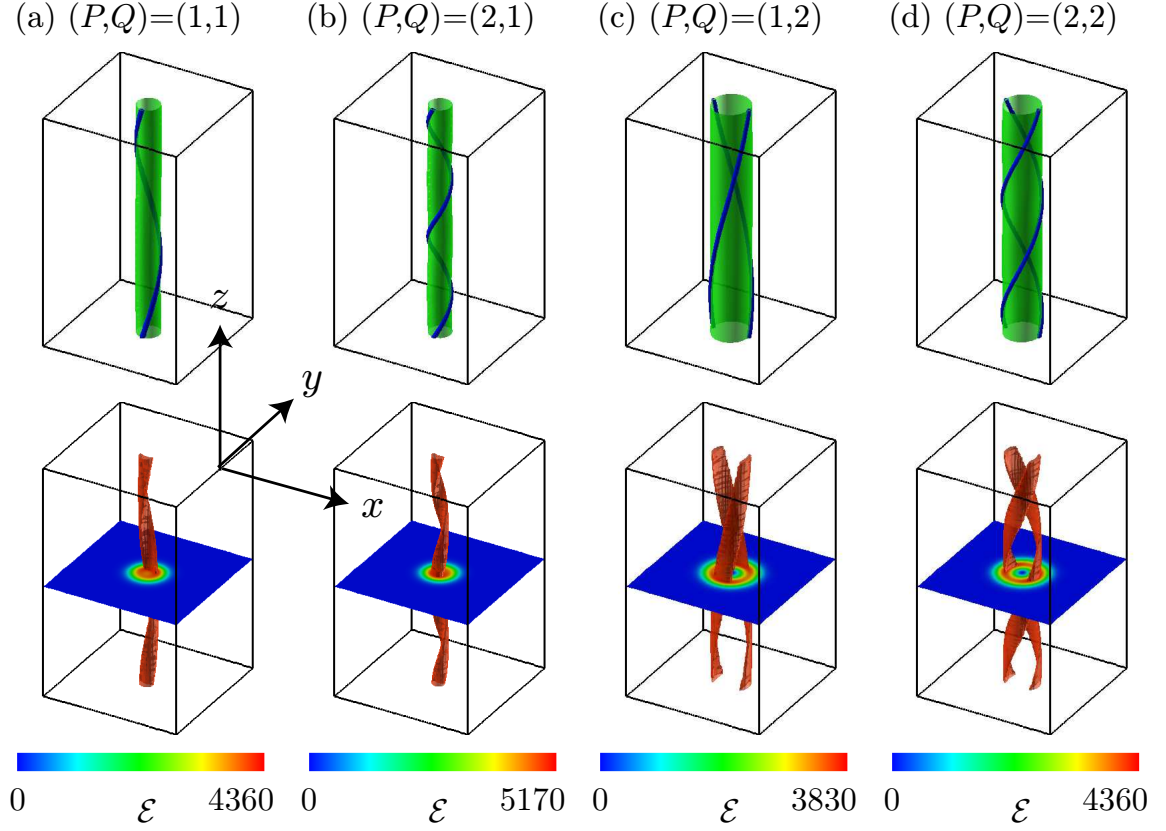 (a) (P,Q)=(1,1) (b) (P,Q)=(2,1) (c) (P,Q)=(1,2) (d) (P,Q)=(2,2)
z
y
x
0 ℰ 4360 0 ℰ 5170 0 ℰ 3830 0 ℰ 4360